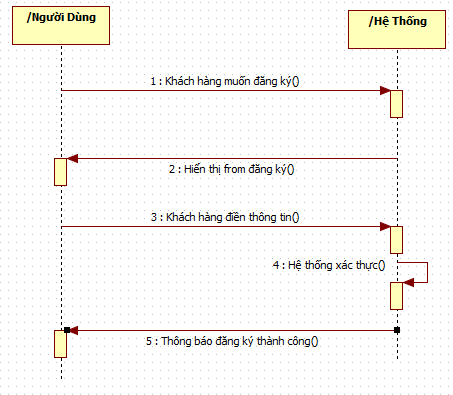 /Người Dùng
/Hệ Thống
1 : Khách hàng muốn đăng ký()
2 : Hiển thị from đăng ký()
3 : Khách hàng điền thông tin()
4 : Hệ thống xác thực()
5 : Thông báo đăng ký thành công()